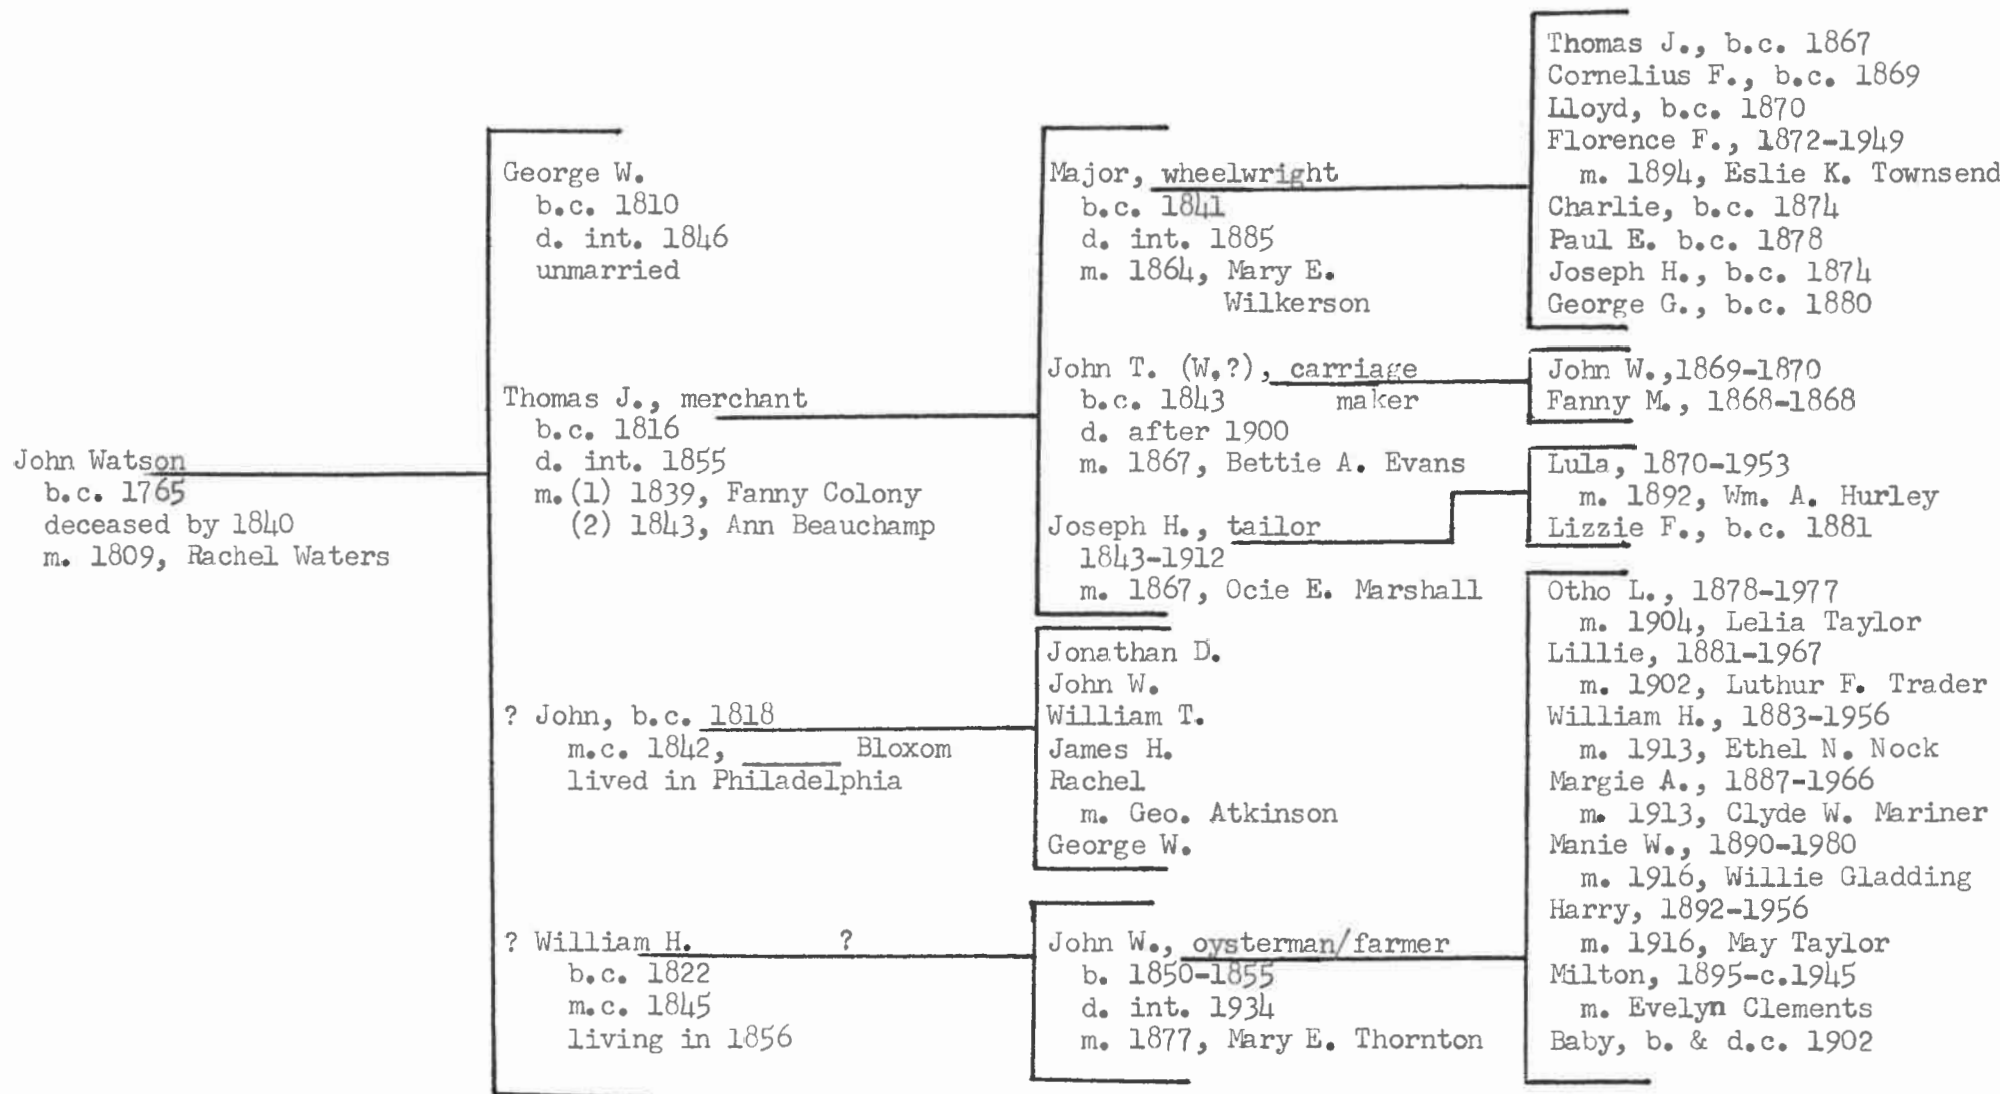 John Watson
b.c. 1765
deceased by 1840
m. 1809, Rachel Waters
George W.
b.c. 1810
d. int. 1846
unmarried
Thomas J., merchant
b.c. 1816
d. int. 1855
m.(1) 1839, Fanny Colony
(2) 1843, Ann Beauchamp
? John, b.c. 1818
m.c. 1842, ______ Bloxom
lived in Philadelphia
? William H. ?
b.c. 1822
m.c. 1845
living in 1856
Major, wheelwright
b.c. 1841
d. int. 1885
m. 1864, Mary E.
Wilkerson
John T. (W.?), carriage
b.c. 1843 maker
d. after 1900
m. 1867, Bettie A. Evans
Joseph H., tailor
1843-1912
m. 1867, Ocie E. Marshall
Jonathan D.
John W.
William T.
James H.
Rachel
m. Geo. Atkinson
George W.
John W., oysterman/farmer
b. 1850-1855
d. int. 1934
m. 1877, Mary E. Thornton
Thomas J., b.c. 1867
Cornelius F., b.c. 1869
Lloyd, b.c. 1870
Florence F., 1872-1949
m. 1894, Eslie K. Townsend
Charlie, b.c. 1874
Paul E. b.c. 1878
Joseph H., b.c. 1874
George G., b.c. 1880
John W.,1869-1870
Fanny M., 1868-1868
Lula, 1870-1953
m. 1892, Wm. A. Hurley
Lizzie F., b.c. 1881
Otho L., 1878-1977
m. 1904, Lelia Taylor
Lillie, 1881-1967
m. 1902, Luthur F. Trader
William H., 1883-1956
m. 1913, Ethel N. Nock
Margie A., 1887-1966
m. 1913, Clyde W. Mariner
Manie W., 1890-1980
m. 1916, Willie Gladding
Harry, 1892-1956
m. 1916, May Taylor
Milton, 1895-c.1945
m. Evelyn Clements
Baby, b. & d.c. 1902